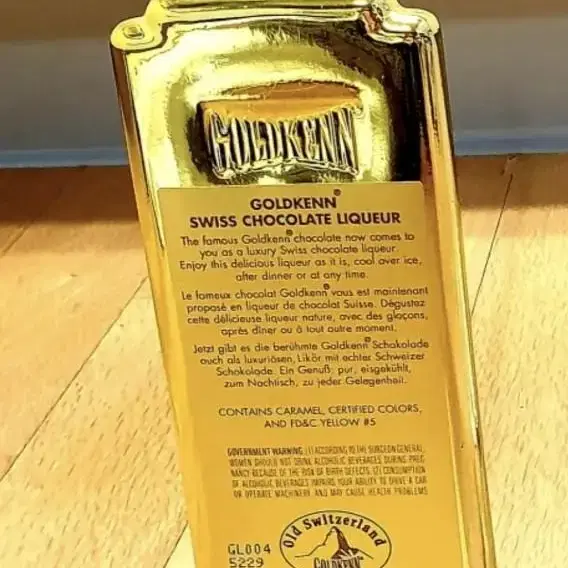 GOLDKENN
GOLDKENN®
SWISS CHOCOLATE LIQUEUR
The famous Goldkenn® chocolate now comes to
you as a luxury Swiss chocolate liqueur.
Enjoy this delicious liqueur as it is, cool over ice,
after dinner or at any time.
Le fameux chocolat Goldkenn® vous est maintenant
proposé en liqueur de chocolat Suisse. Dégustez
cette délicieuse liqueur nature, avec des glaçons,
après dîner ou à tout autre moment.
Jetzt gibt es die berühmte Goldkenn® Schokolade
auch als luxuriösen Likör mit echter Schweizer
Schokolade. Ein Genuß: pur, eisgekühlt,
zum Nachtisch, zu jeder Gelegenheit.
CONTAINS CARAMEL, CERTIFIED COLORS,
AND FD&C YELLOW #5
GOVERNMENT WARNING: (1) ACCORDING TO THE SURGEON GENERAL,
WOMEN SHOULD NOT DRINK ALCOHOLIC BEVERAGES DURING PREG
NANCY BECAUSE OF THE RISK OF BIRTH DEFECTS. (2) CONSUMPTION
OF ALCOHOLIC BEVERAGES IMPAIRS YOUR ABILITY TO DRIVE A CAR
OR OPERATE MACHINERY, AND MAY CAUSE HEALTH PROBLEMS
Old Switzerland
GOLDKENN
GL004
5229